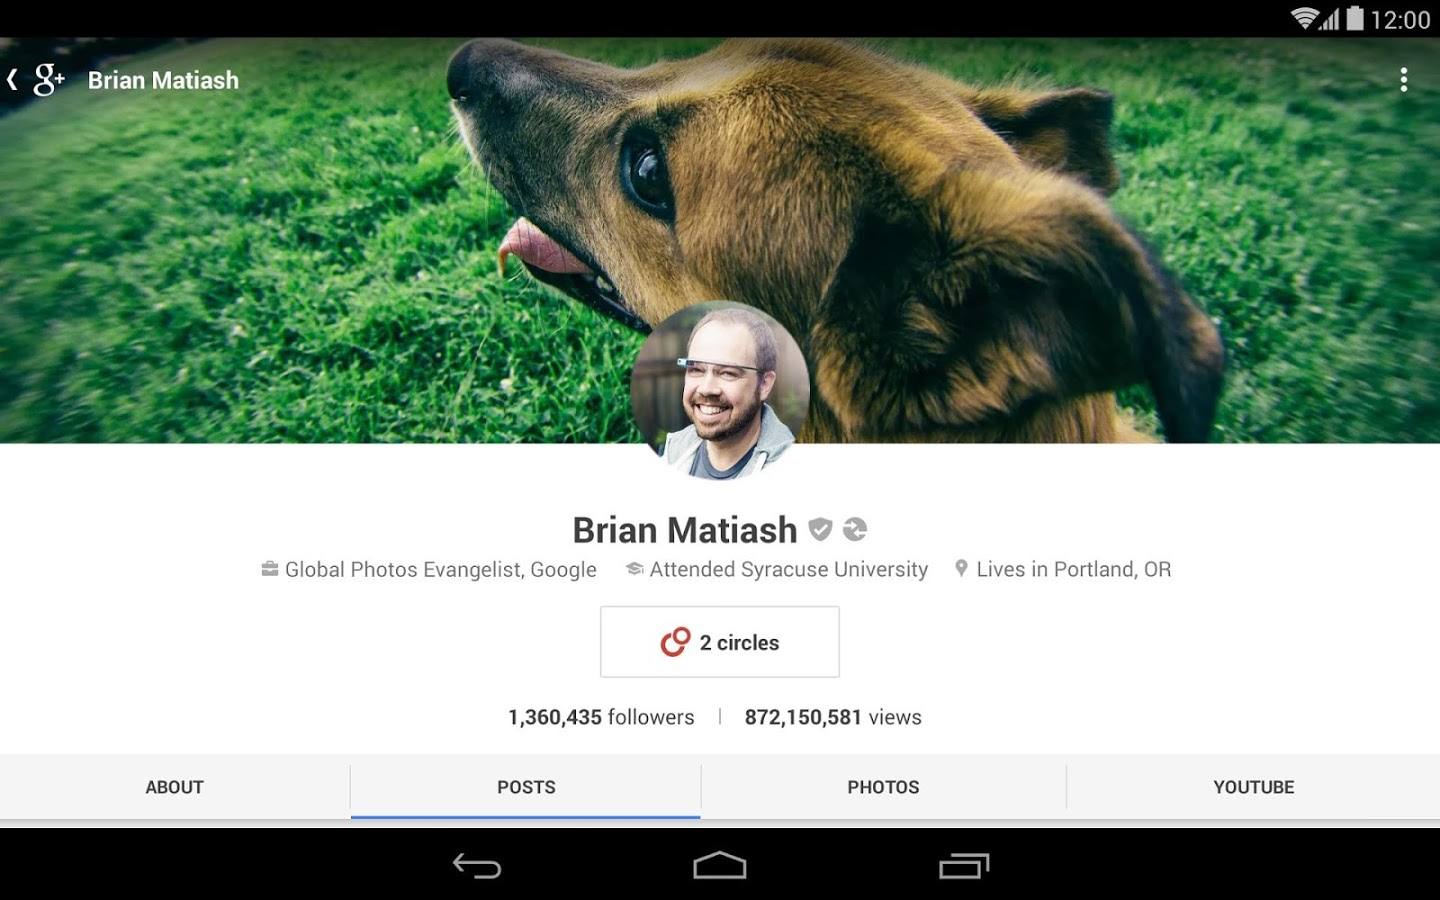 12:00
g+ Brian Matiash
Brian Matiash
Global Photos Evangelist, Google Attended Syracuse University Lives in Portland, OR
2 circles
1,360,435 followers | 872,150,581 views
ABOUT POSTS PHOTOS YOUTUBE